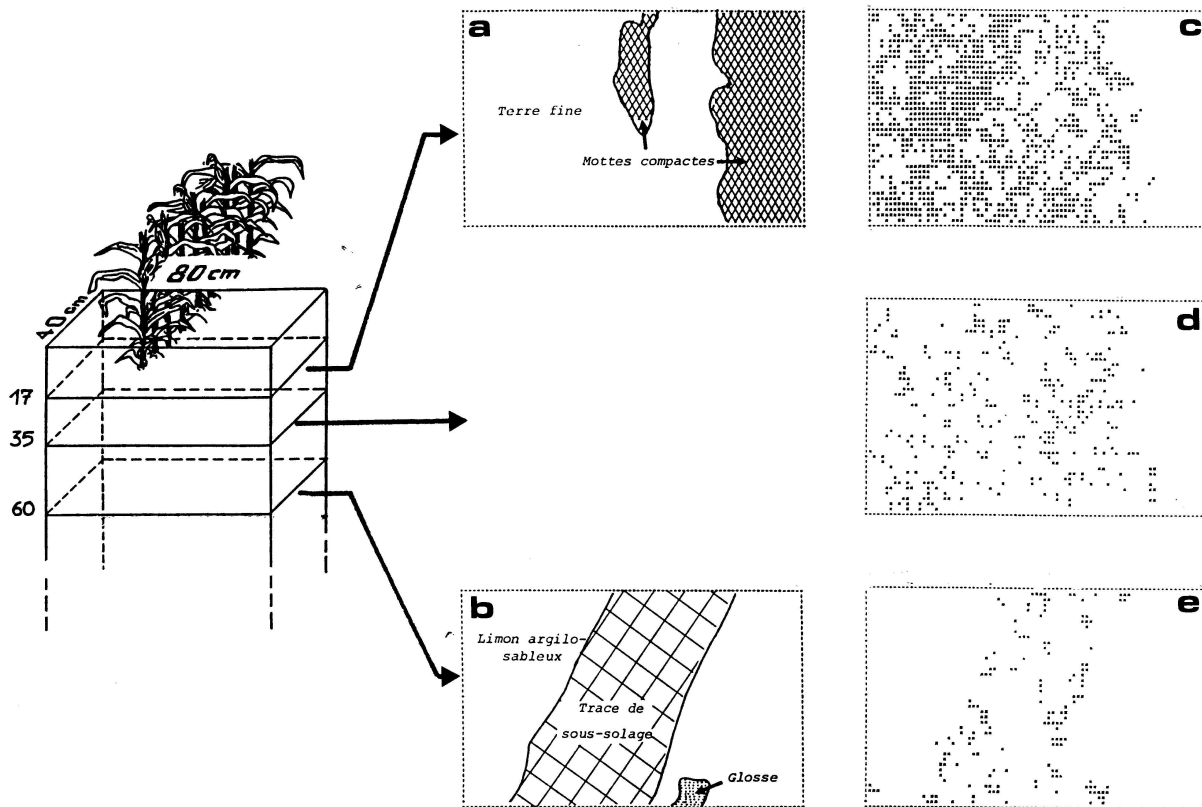 80 cm
40 cm
17
35
60
a
Terre fine
Mottes compactes
b
Limon argilo-
sableux
Trace de
sous-solage
Glosse
c
d
e